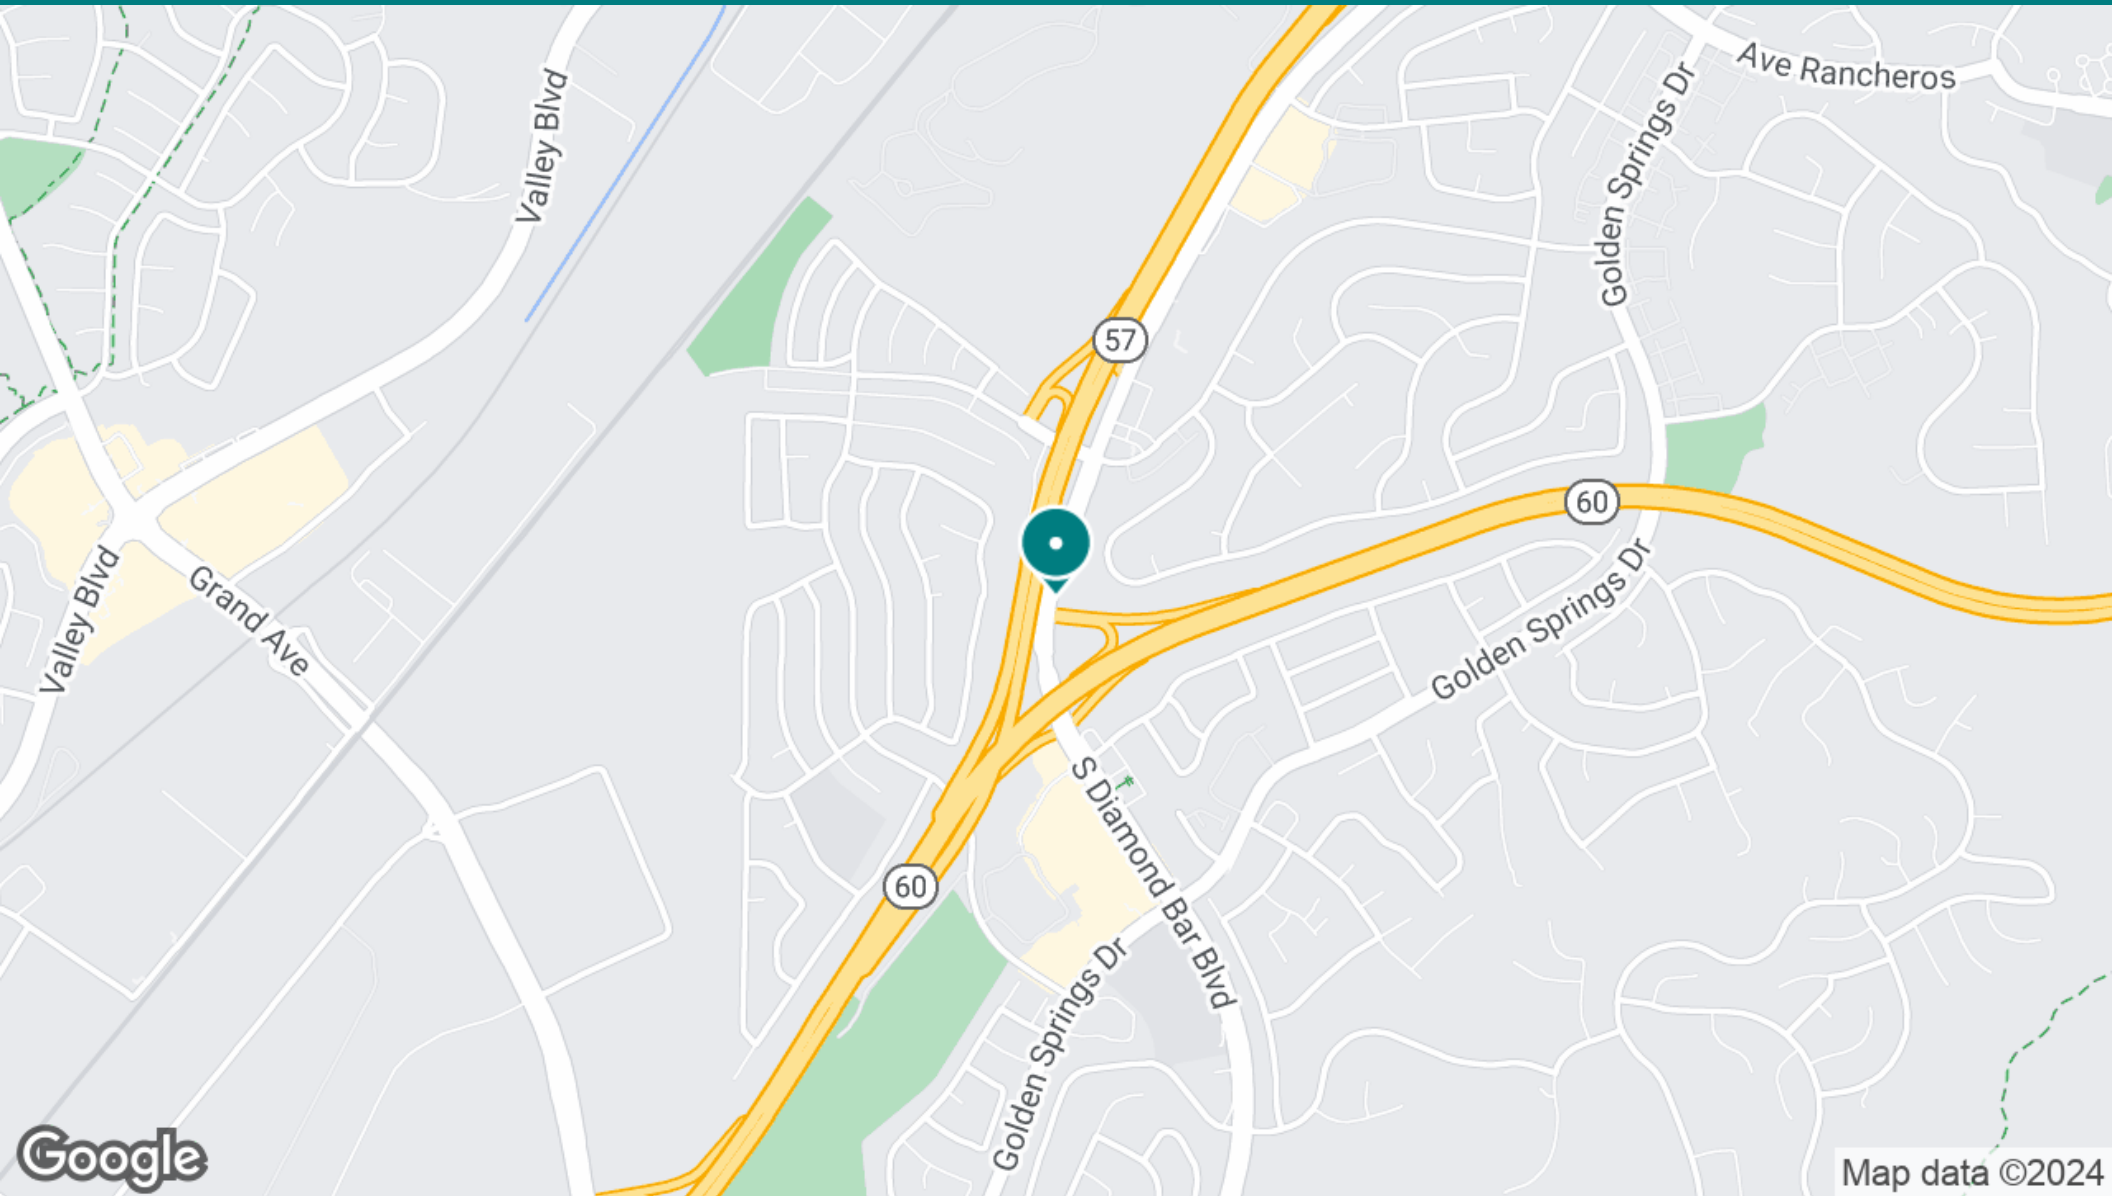 Ave Rancheros
Valley Blvd
Golden Springs Dr
57
60
Valley Blvd
Grand Ave
Golden Springs Dr
S Diamond Bar Blvd
60
Golden Springs Dr
Google
Map data ©2024